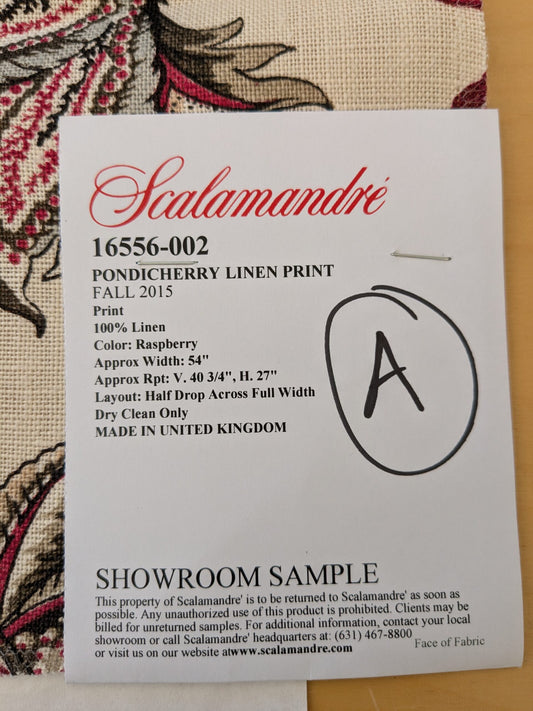 Scalamandré
16556-002
PONDICHERRY LINEN PRINT
FALL 2015
Print
100% Linen
Color: Raspberry
Approx Width: 54"
Approx Rpt: V. 40 3/4", H. 27"
Layout: Half Drop Across Full Width
Dry Clean Only
MADE IN UNITED KINGDOM
A
SHOWROOM SAMPLE
This property of Scalamandre' is to be returned to Scalamandre' as soon as
possible. Any unauthorized use of this product is prohibited. Clients may be
billed for unreturned samples. For additional information, contact your local
showroom or call Scalamandre' headquarters at: (631) 467-8800
or visit us on our website atwww.scalamandre.com
Face of Fabric